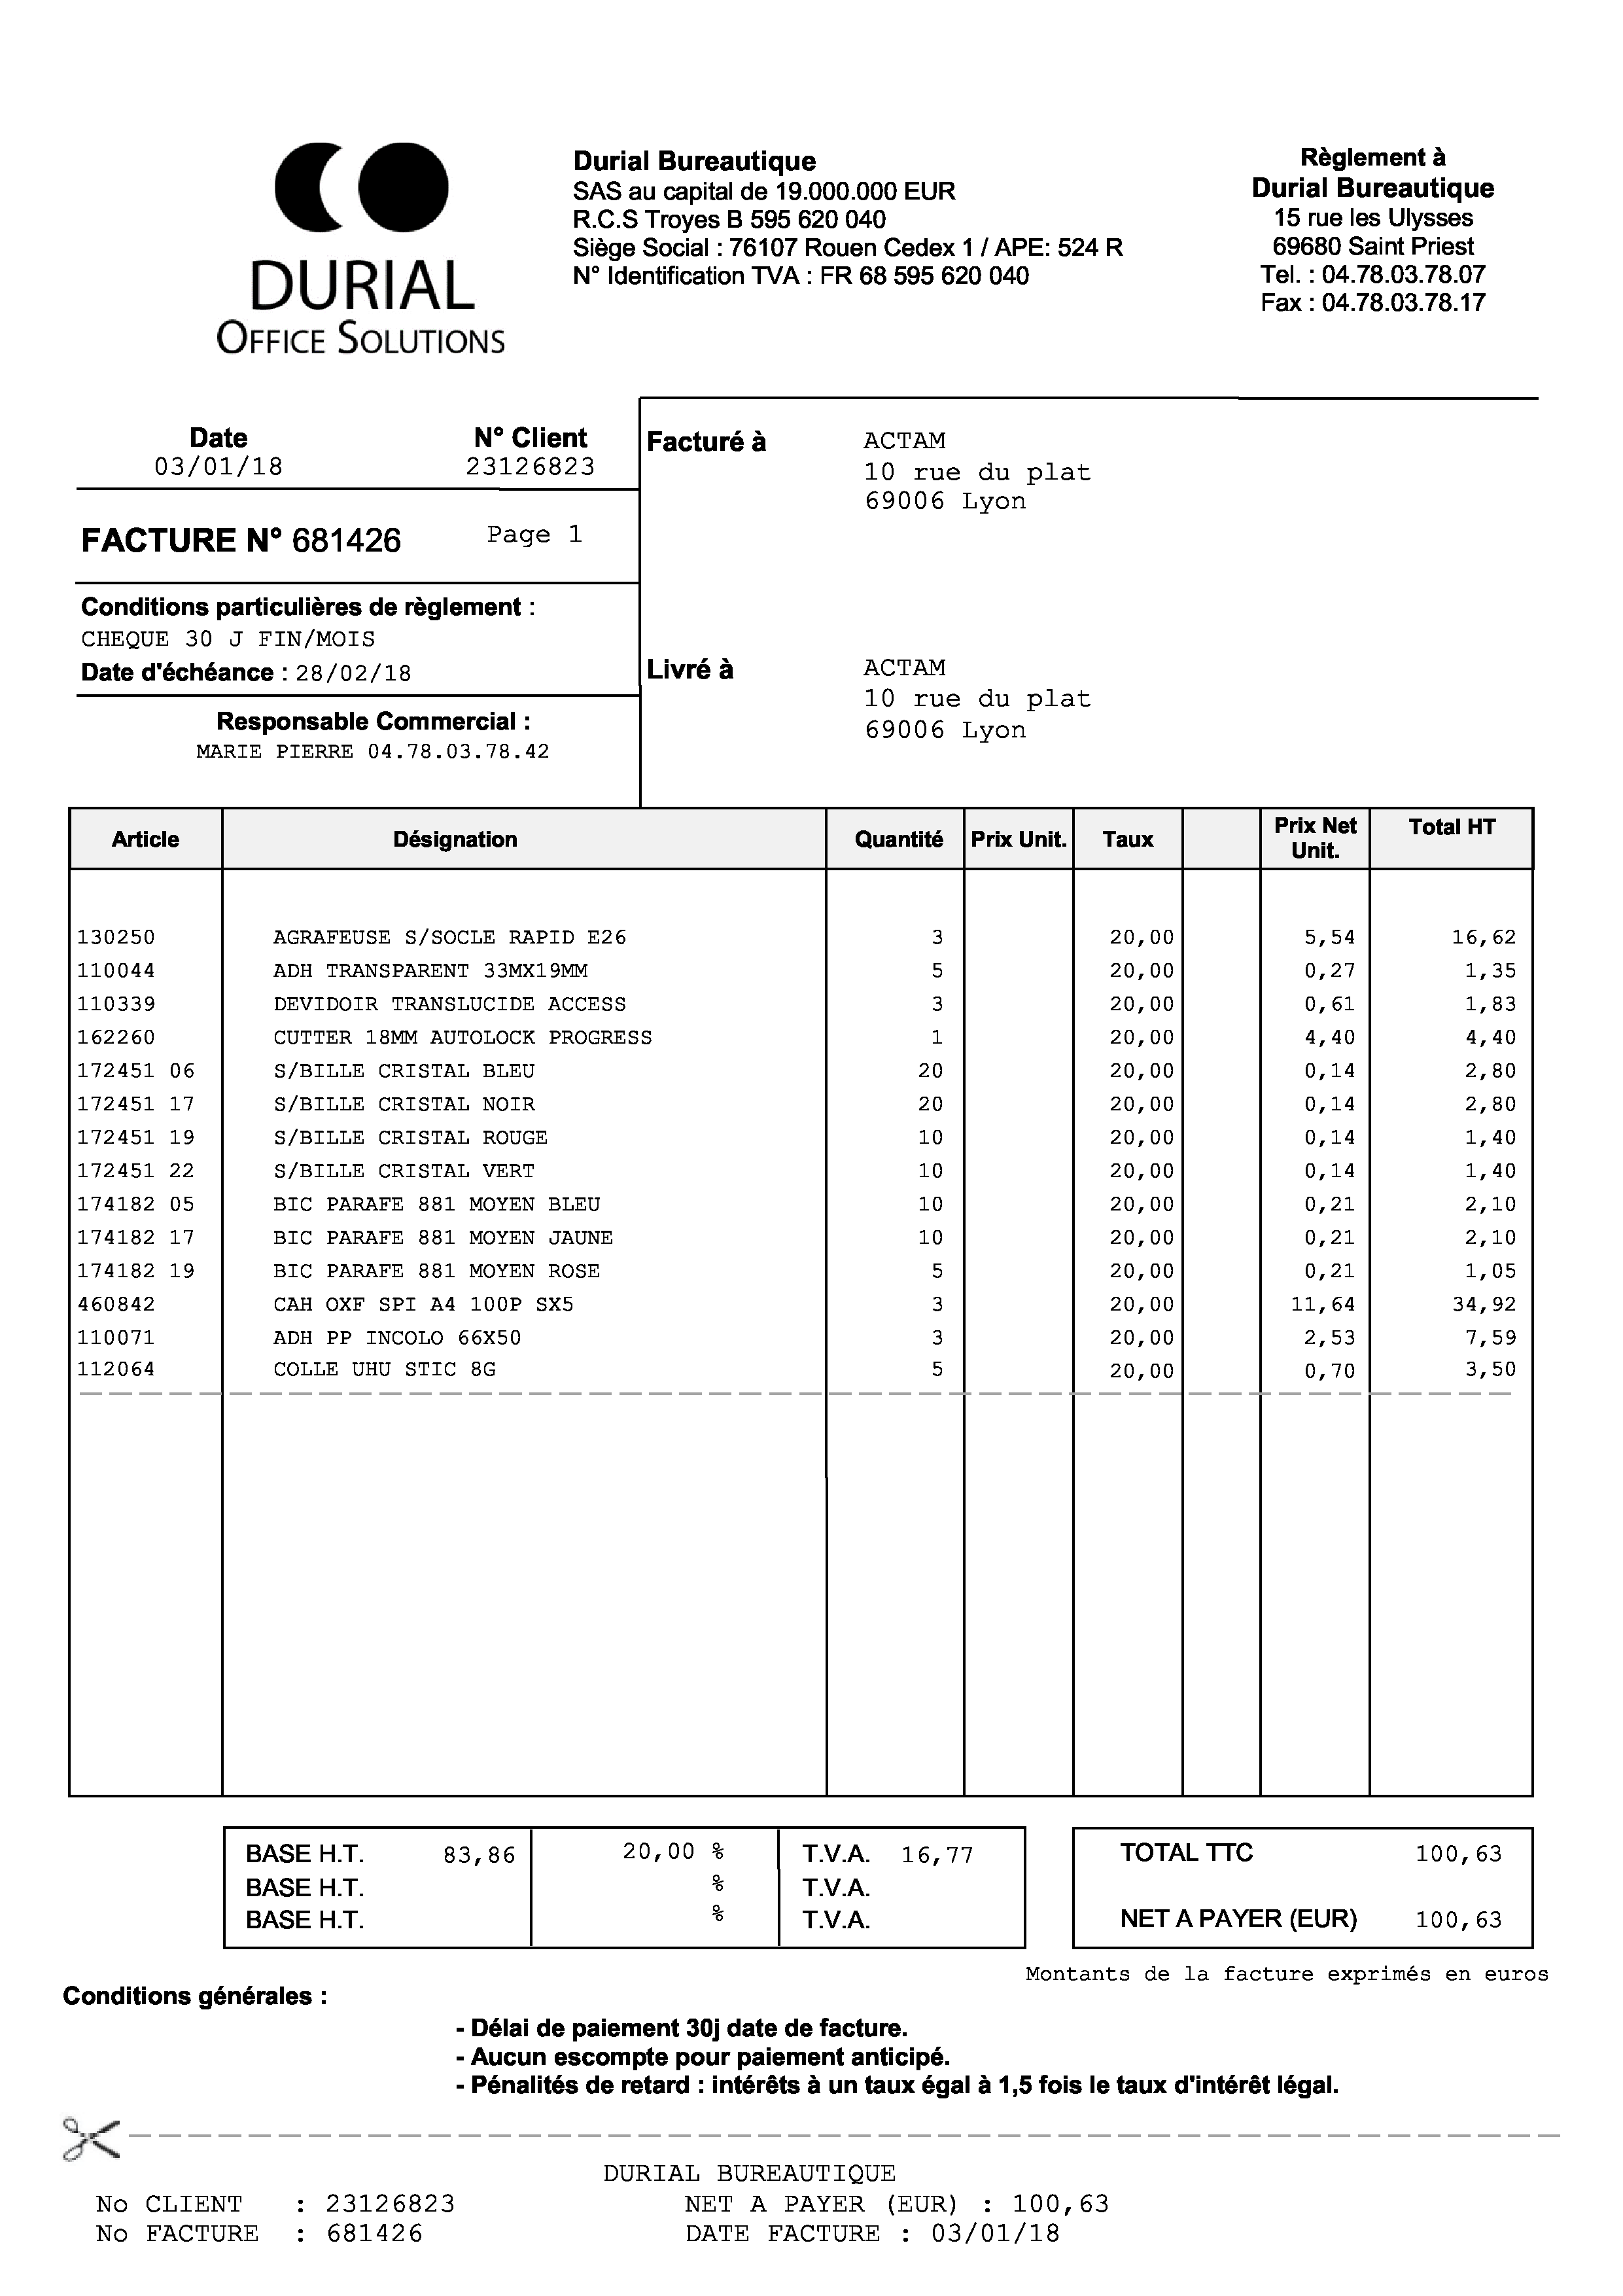 DURIAL
OFFICE SOLUTIONS
Durial Bureautique
SAS au capital de 19.000.000 EUR
R.C.S Troyes B 595 620 040
Siège Social : 76107 Rouen Cedex 1 / APE: 524 R
N° Identification TVA : FR 68 595 620 040
Règlement à
Durial Bureautique
15 rue les Ulysses
69680 Saint Priest
Tel. : 04.78.03.78.07
Fax : 04.78.03.78.17
Date N° Client
03/01/18 23126823
FACTURE N° 681426 Page 1
Conditions particulières de règlement :
CHEQUE 30 J FIN/MOIS
Date d'échéance : 28/02/18
Responsable Commercial :
MARIE PIERRE 04.78.03.78.42
Facturé à ACTAM
10 rue du plat
69006 Lyon
Livré à ACTAM
10 rue du plat
69006 Lyon
Article Désignation Quantité Prix Unit. Taux Prix Net Unit. Total HT
130250 AGRAFEUSE S/SOCLE RAPID E26 3 20,00 5,54 16,62
110044 ADH TRANSPARENT 33MX19MM 5 20,00 0,27 1,35
110339 DEVIDOIR TRANSLUCIDE ACCESS 3 20,00 0,61 1,83
162260 CUTTER 18MM AUTOLOCK PROGRESS 1 20,00 4,40 4,40
172451 06 S/BILLE CRISTAL BLEU 20 20,00 0,14 2,80
172451 17 S/BILLE CRISTAL NOIR 20 20,00 0,14 2,80
172451 19 S/BILLE CRISTAL ROUGE 10 20,00 0,14 1,40
172451 22 S/BILLE CRISTAL VERT 10 20,00 0,14 1,40
174182 05 BIC PARAFE 881 MOYEN BLEU 10 20,00 0,21 2,10
174182 17 BIC PARAFE 881 MOYEN JAUNE 10 20,00 0,21 2,10
174182 19 BIC PARAFE 881 MOYEN ROSE 5 20,00 0,21 1,05
460842 CAH OXF SPI A4 100P SX5 3 20,00 11,64 34,92
110071 ADH PP INCOLO 66X50 3 20,00 2,53 7,59
112064 COLLE UHU STIC 8G 5 20,00 0,70 3,50
BASE H.T. 83,86 20,00 % T.V.A. 16,77
BASE H.T. % T.V.A.
BASE H.T. % T.V.A.
TOTAL TTC 100,63
NET A PAYER (EUR) 100,63
Montants de la facture exprimés en euros
Conditions générales :
- Délai de paiement 30j date de facture.
- Aucun escompte pour paiement anticipé.
- Pénalités de retard : intérêts à un taux égal à 1,5 fois le taux d'intérêt légal.
DURIAL BUREAUTIQUE
No CLIENT : 23126823 NET A PAYER (EUR) : 100,63
No FACTURE : 681426 DATE FACTURE : 03/01/18